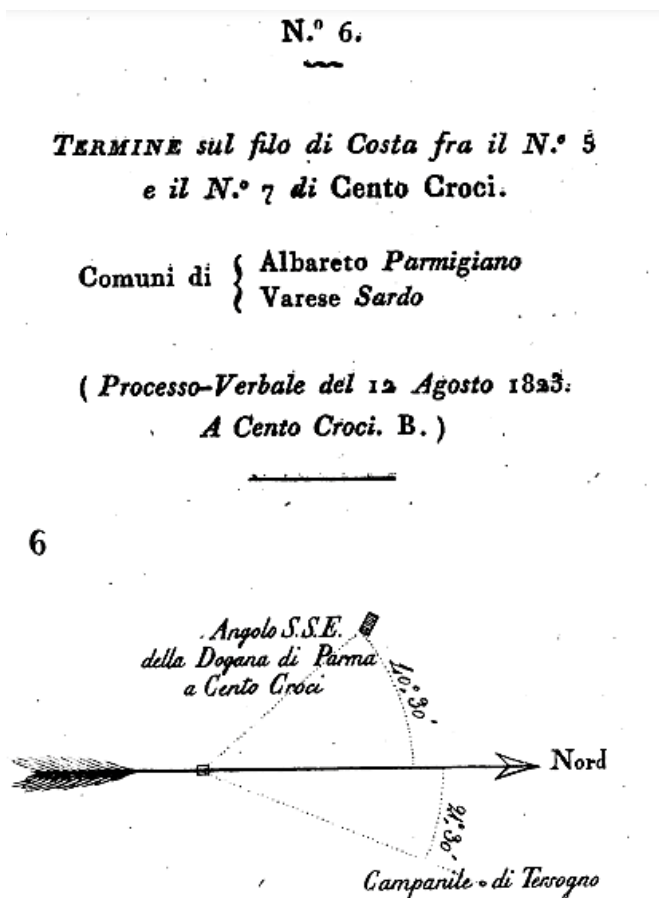 N.º 6.
TERMINE sul filo di Costa fra il N.º 5
e il N.º 7 di Cento Croci.
Comuni di { Albareto Parmigiano
Varese Sardo
( Processo-Verbale del 12 Agosto 1823.
A Cento Croci. B. )
6
Angolo S.S.E.
della Dogana di Parma
a Cento Croci
40°,30'
Nord
21°,30'
Campanile di Tersogno